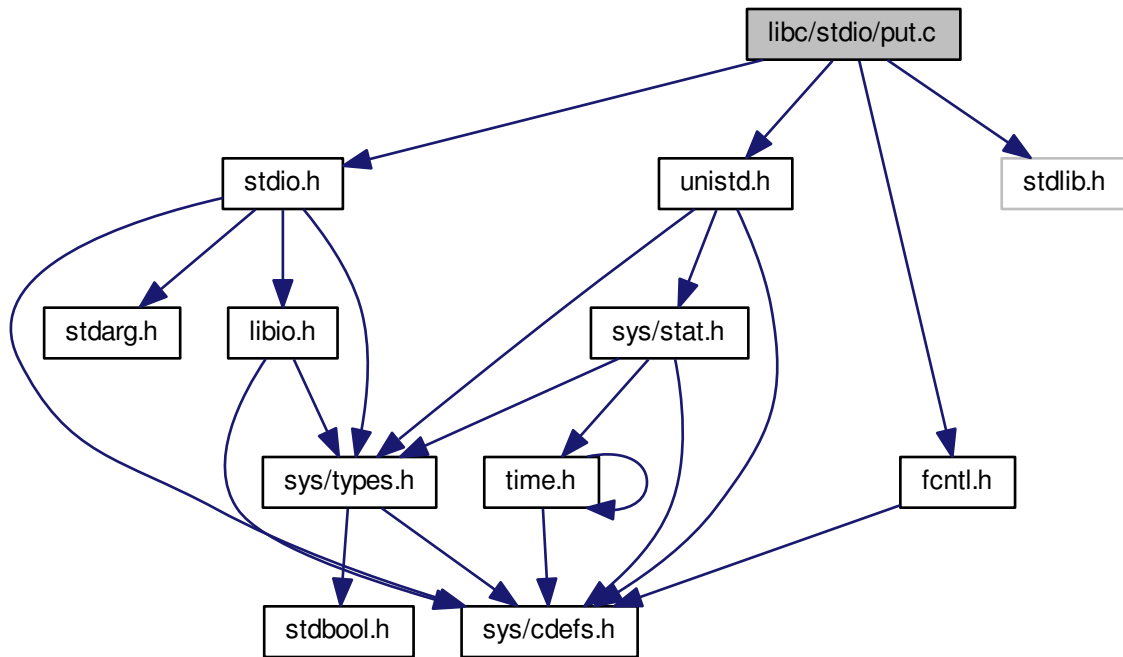 libc/stdio/put.c
stdio.h
unistd.h
stdlib.h
stdarg.h
libio.h
sys/stat.h
sys/types.h
time.h
fcntl.h
stdbool.h
sys/cdefs.h